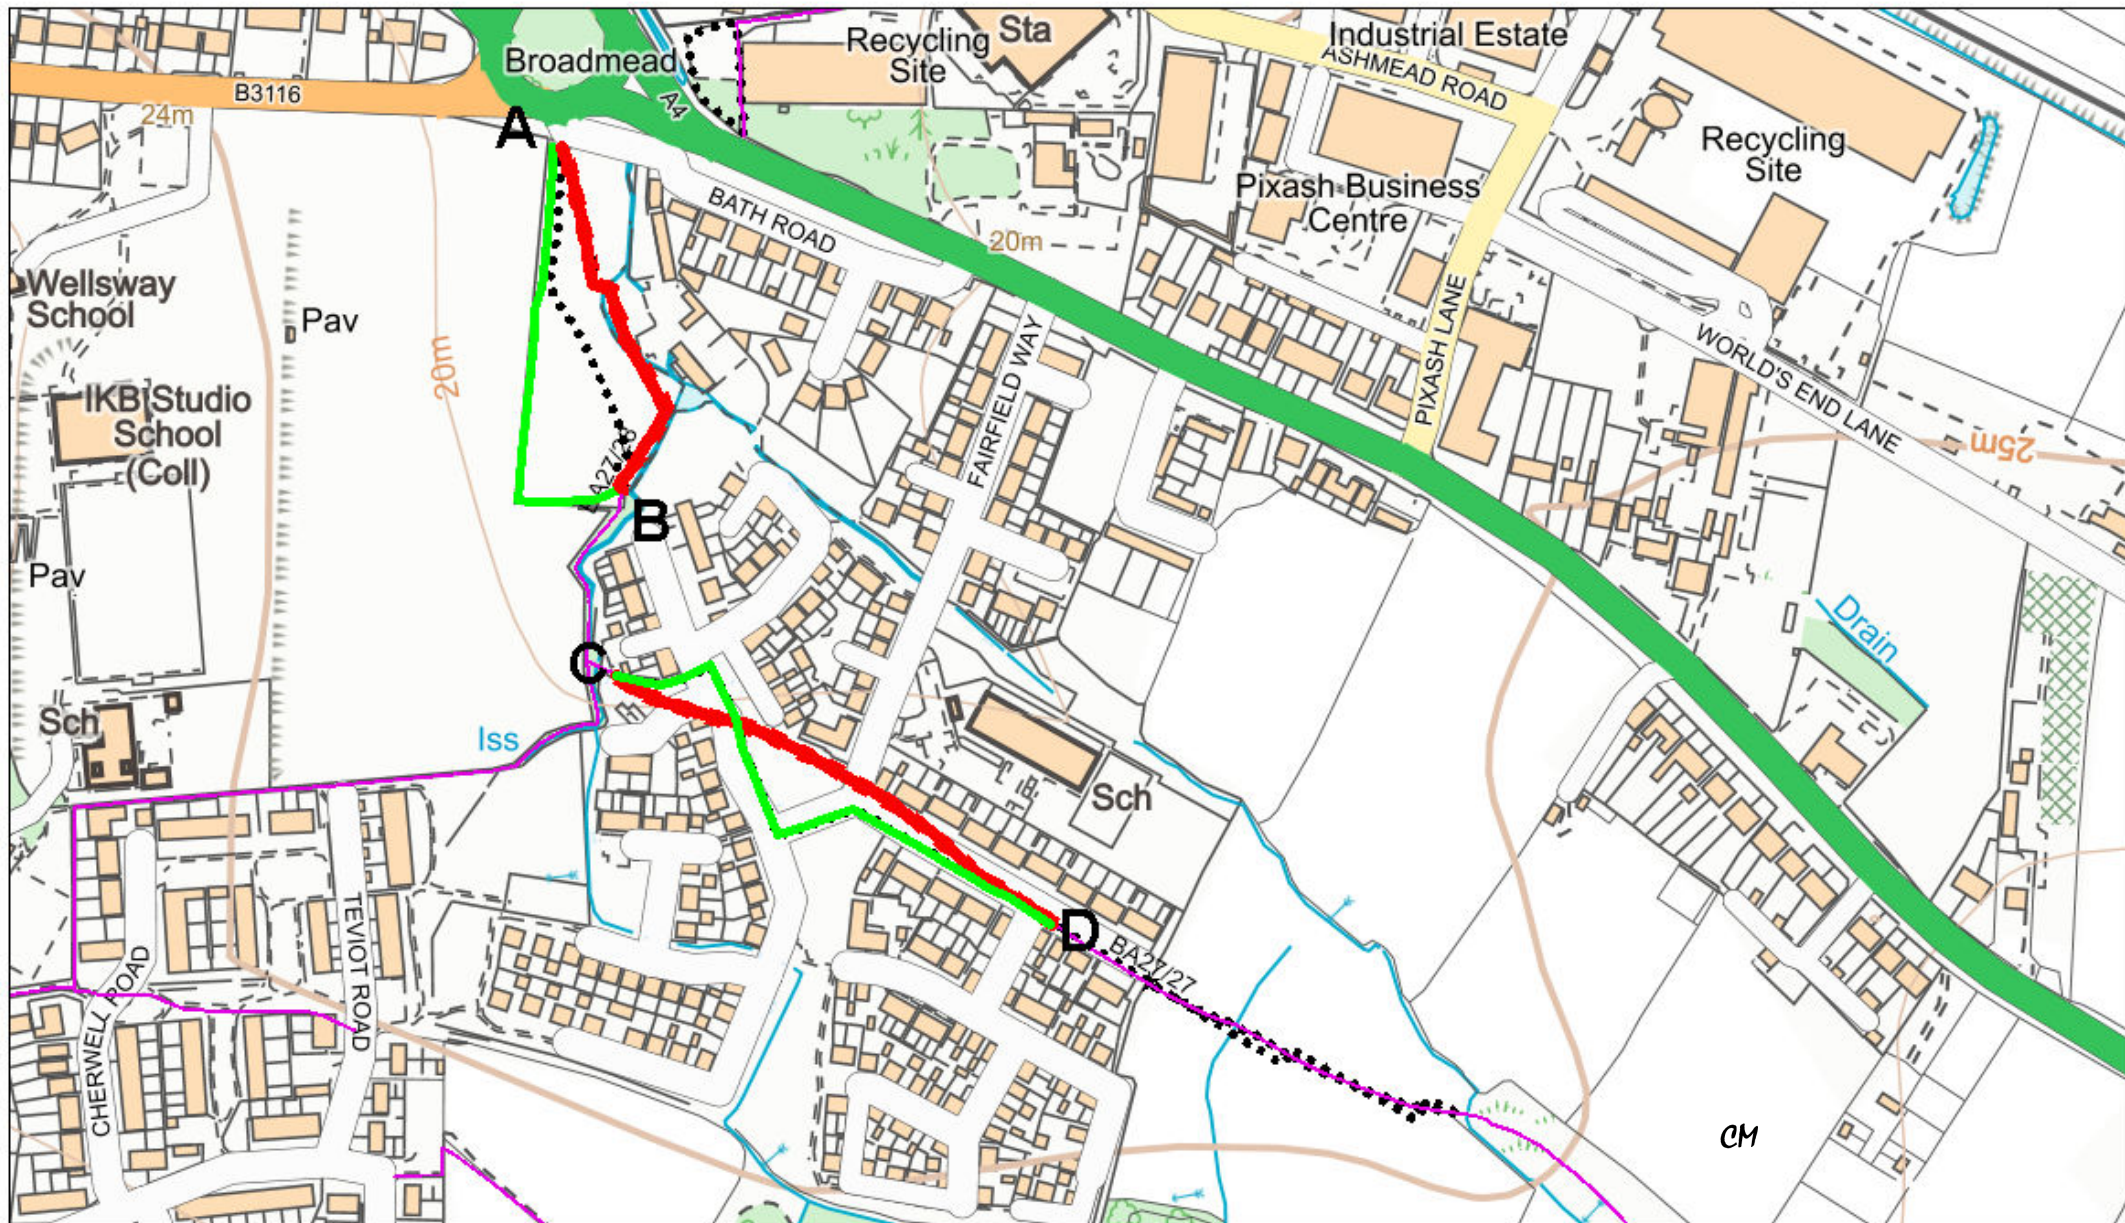 Broadmead
Recycling
Site
Sta
Industrial Estate
ASHMEAD ROAD
B3116
24m
A
A4
Recycling
Site
Pixash Business
Centre
BATH ROAD
20m
Wellsway
School
Pav
20m
PIXASH LANE
WORLD'S END LANE
FAIRFIELD WAY
IKB Studio
School
(Coll)
25m
A27/28
B
Pav
Drain
C
Sch
Iss
Sch
TEVIOT ROAD
D
BA27/27
CHERWELL ROAD
CM